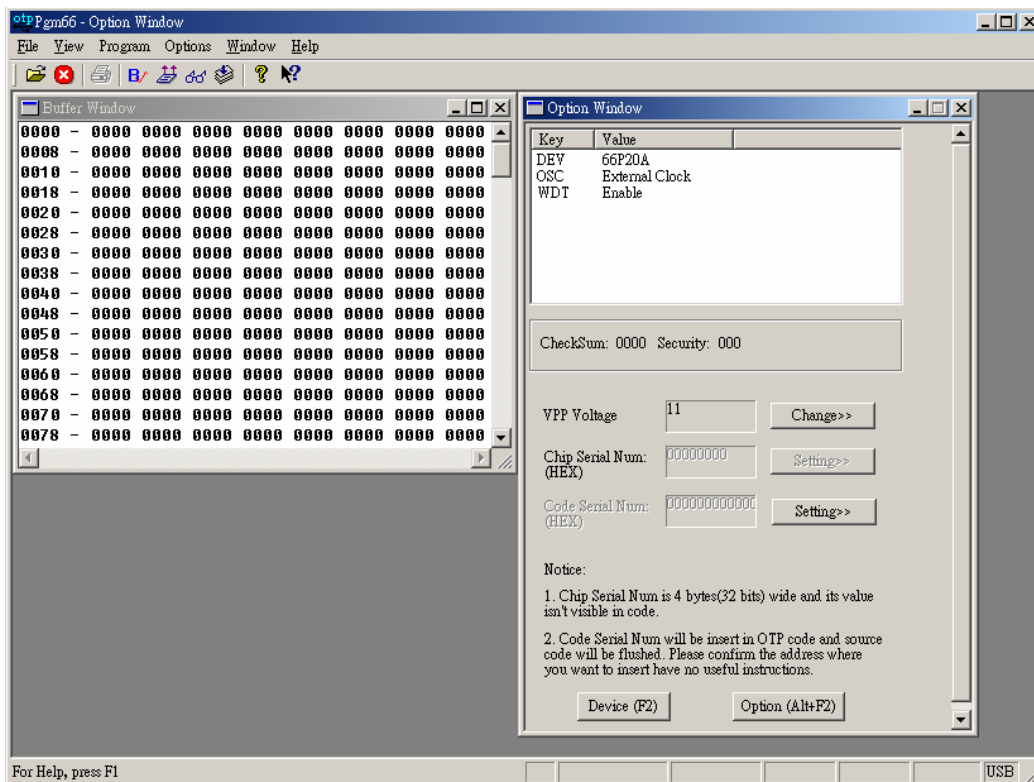 otp Pgm66 - Option Window
File View Program Options Window Help
Buffer Window
0000 - 0000 0000 0000 0000 0000 0000 0000 0000
0008 - 0000 0000 0000 0000 0000 0000 0000 0000
0010 - 0000 0000 0000 0000 0000 0000 0000 0000
0018 - 0000 0000 0000 0000 0000 0000 0000 0000
0020 - 0000 0000 0000 0000 0000 0000 0000 0000
0028 - 0000 0000 0000 0000 0000 0000 0000 0000
0030 - 0000 0000 0000 0000 0000 0000 0000 0000
0038 - 0000 0000 0000 0000 0000 0000 0000 0000
0040 - 0000 0000 0000 0000 0000 0000 0000 0000
0048 - 0000 0000 0000 0000 0000 0000 0000 0000
0050 - 0000 0000 0000 0000 0000 0000 0000 0000
0058 - 0000 0000 0000 0000 0000 0000 0000 0000
0060 - 0000 0000 0000 0000 0000 0000 0000 0000
0068 - 0000 0000 0000 0000 0000 0000 0000 0000
0070 - 0000 0000 0000 0000 0000 0000 0000 0000
0078 - 0000 0000 0000 0000 0000 0000 0000 0000
Option Window
Key Value
DEV 66P20A
OSC External Clock
WDT Enable
CheckSum: 0000 Security: 000
VPP Voltage 11 Change>>
Chip Serial Num: 00000000 Setting>>
(HEX)
Code Serial Num: 000000000000 Setting>>
(HEX)
Notice:
1. Chip Serial Num is 4 bytes(32 bits) wide and its value
isn't visible in code.
2. Code Serial Num will be insert in OTP code and source
code will be flushed. Please confirm the address where
you want to insert have no useful instructions.
Device (F2) Option (Alt+F2)
For Help, press F1 USB